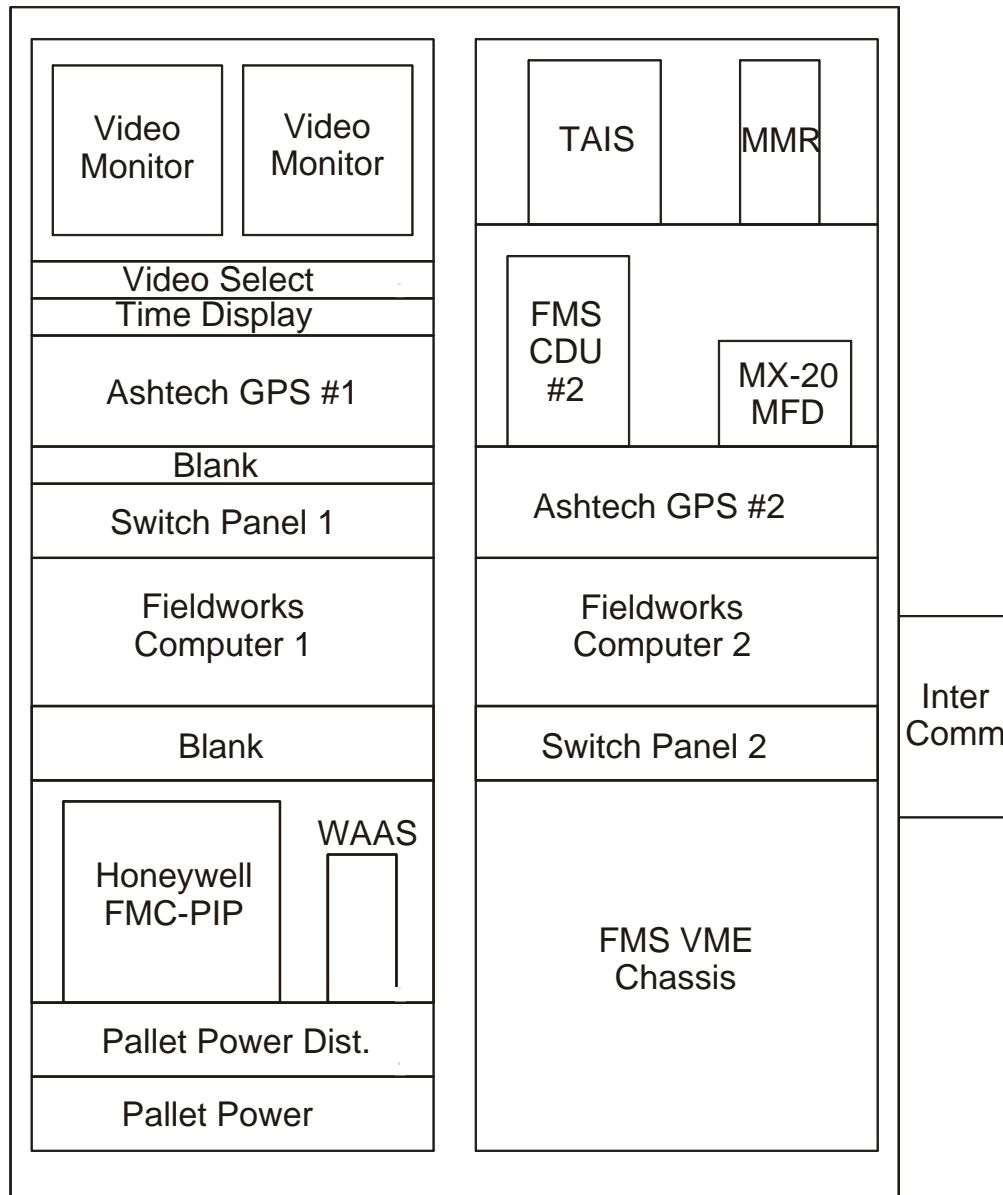 Video
Monitor
Video
Monitor
Video Select
Time Display
Ashtech GPS #1
Blank
Switch Panel 1
Fieldworks
Computer 1
Blank
Honeywell
FMC-PIP
WAAS
Pallet Power Dist.
Pallet Power
TAIS
MMR
FMS
CDU
#2
MX-20
MFD
Ashtech GPS #2
Fieldworks
Computer 2
Switch Panel 2
FMS VME
Chassis
Inter
Comm